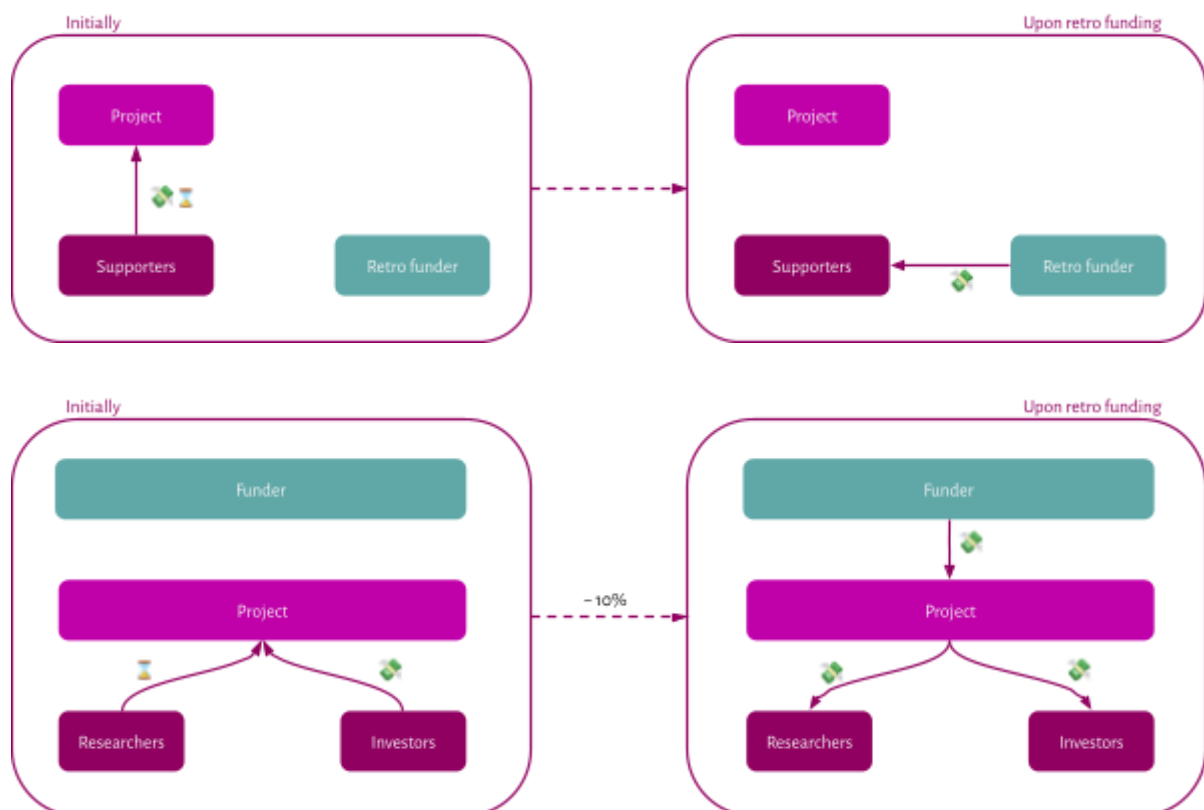 Initially
Upon retro funding
Project
Project
Supporters
Retro funder
Supporters
Retro funder
Initially
Upon retro funding
Funder
Funder
Project
~10%
Project
Researchers
Investors
Researchers
Investors